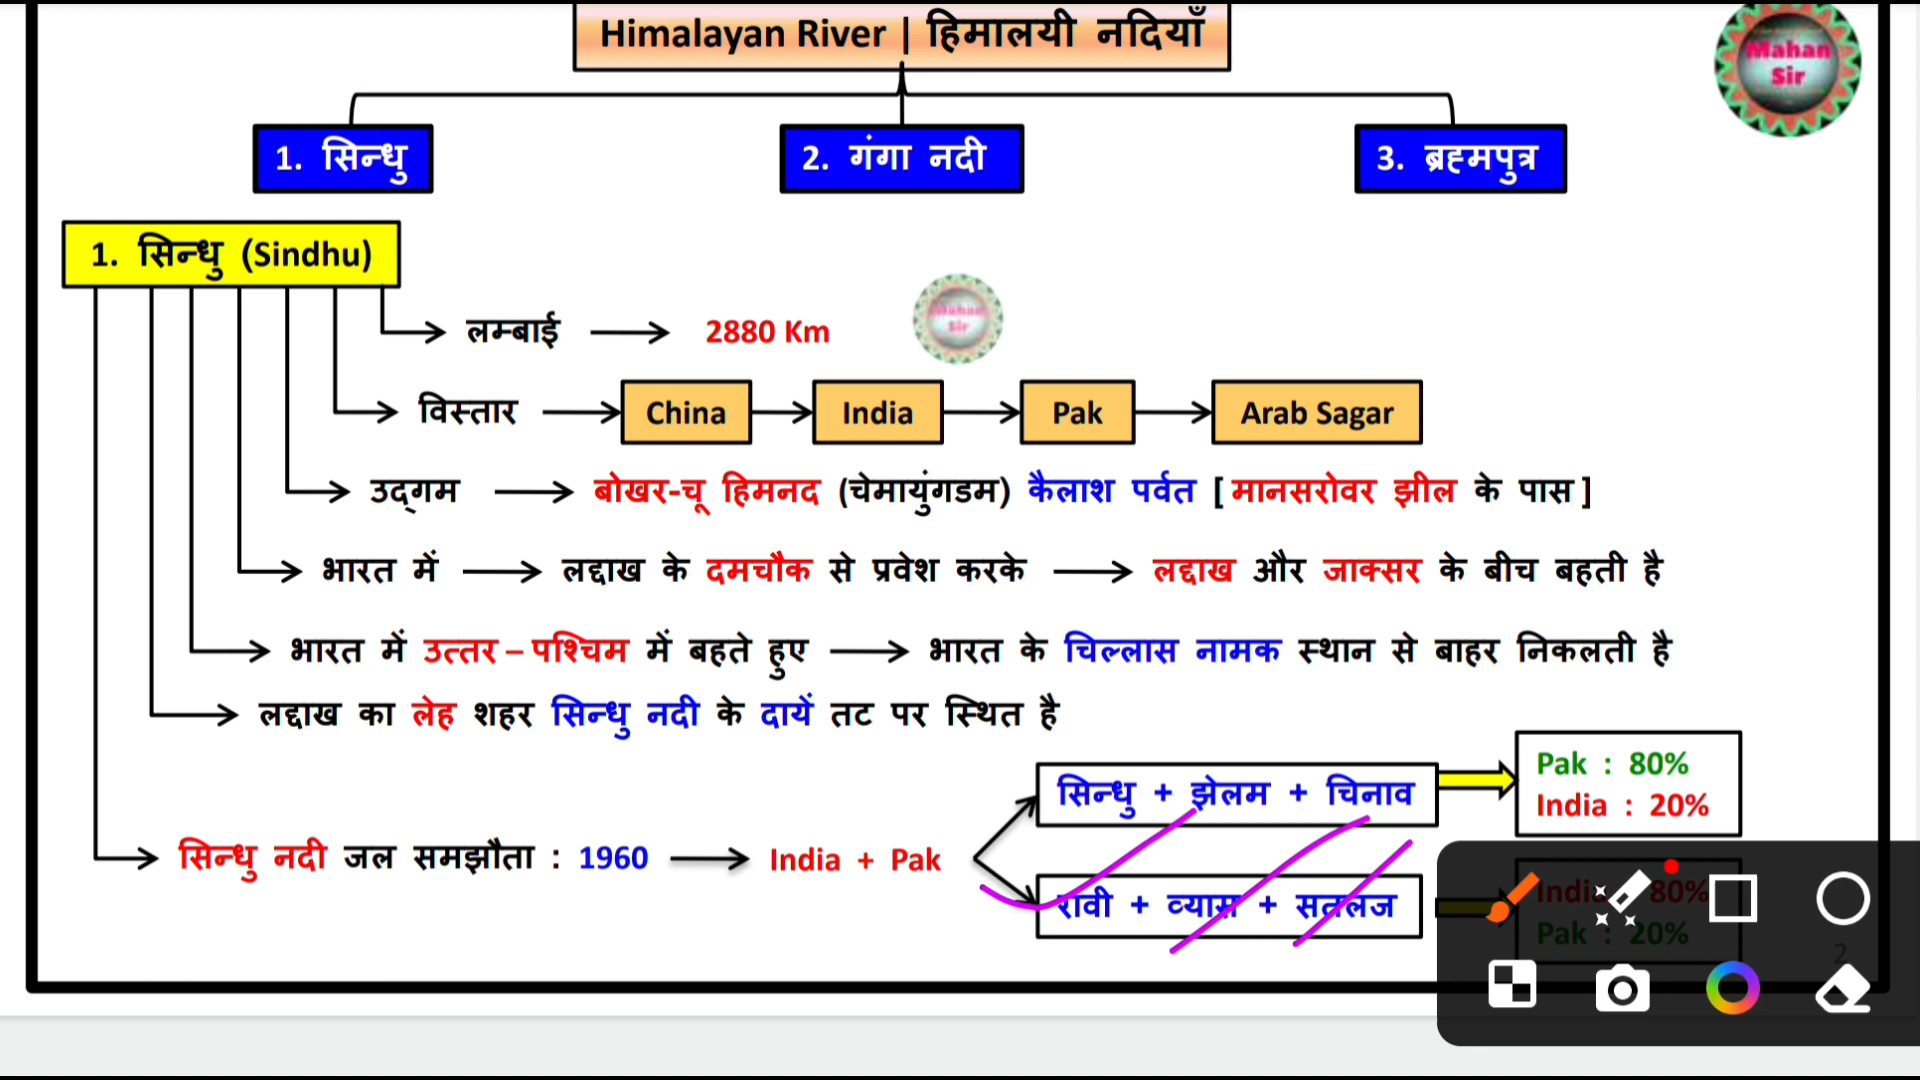 Himalayan River | हिमालयी नदियाँ
Mahan
Sir
1. सिन्धु
2. गंगा नदी
3. ब्रह्मपुत्र
1. सिन्धु (Sindhu)
लम्बाई 2880 Km
Mahan
Sir
विस्तार China India Pak Arab Sagar
उद्गम बोखर-चू हिमनद (चेमायुंगडम) कैलाश पर्वत [ मानसरोवर झील के पास ]
भारत में लद्दाख के दमचौक से प्रवेश करके लद्दाख और जाक्सर के बीच बहती है
भारत में उत्तर – पश्चिम में बहते हुए भारत के चिल्लास नामक स्थान से बाहर निकलती है
लद्दाख का लेह शहर सिन्धु नदी के दायें तट पर स्थित है
सिन्धु + झेलम + चिनाव
Pak : 80%
India : 20%
सिन्धु नदी जल समझौता : 1960 India + Pak
रावी + व्यास + सतलज
India : 80%
Pak : 20%
2